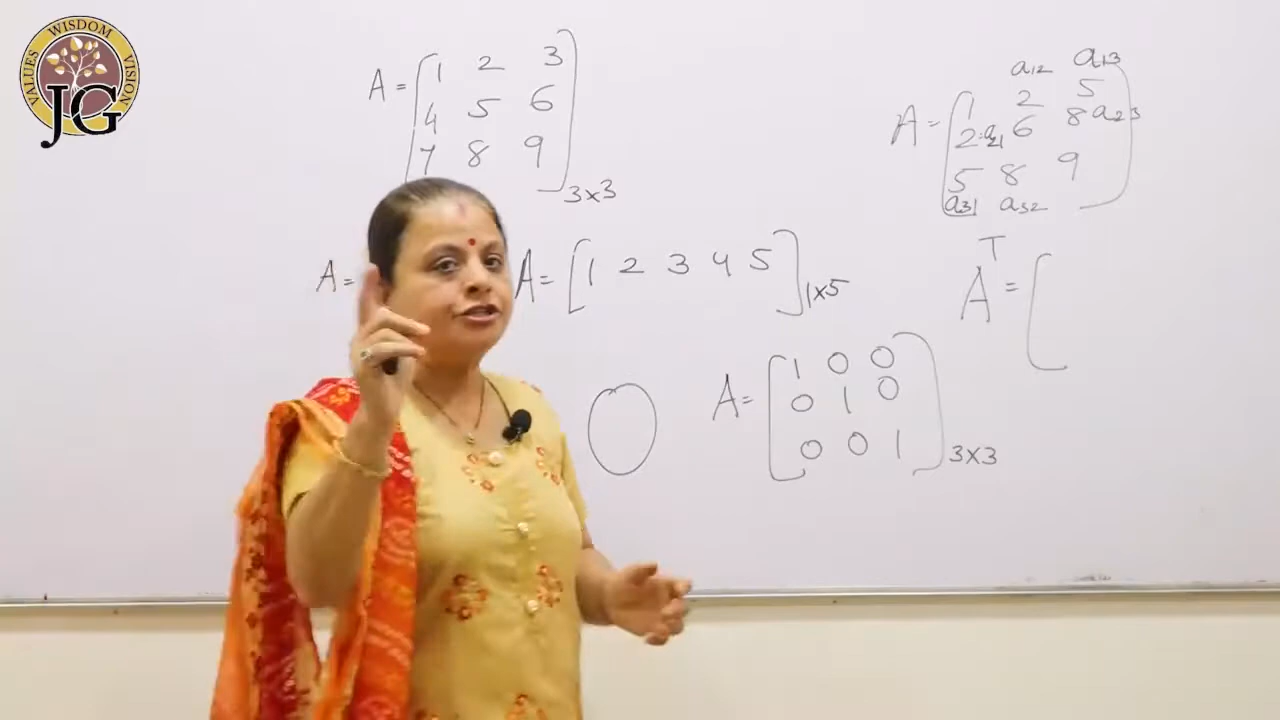 VALUES WISDOM VISION
JG
A = [1 2 3
4 5 6
7 8 9] 3x3
A =
A = [1 2 3 4 5] 1x5
O
A = [1 0 0
0 1 0
0 0 1] 3x3
a12 a13
A = [1 2 5
2=a21 6 8 a23
5 8 9]
a31 a32
A^T = [